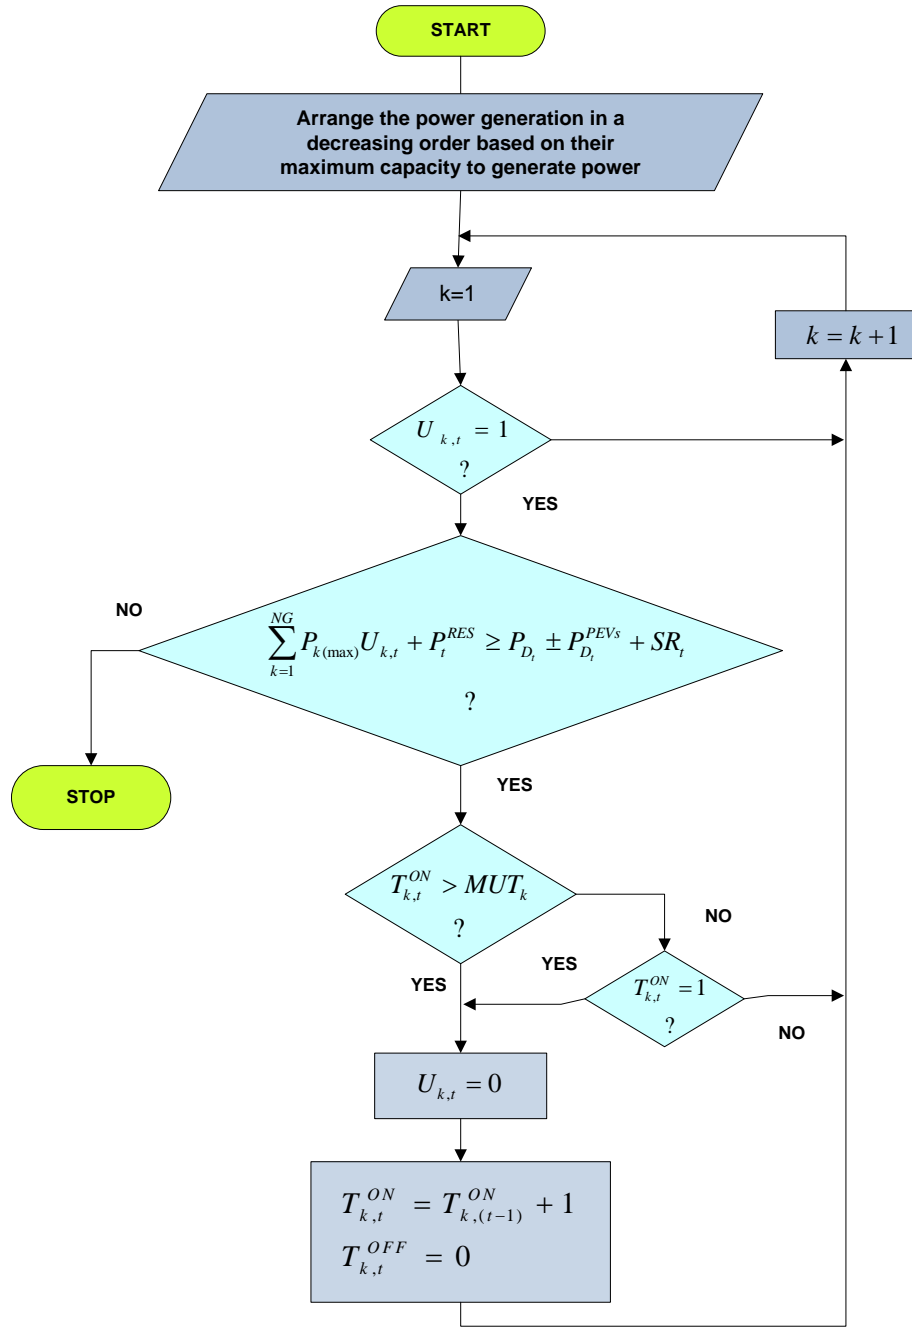 START
Arrange the power generation in a
decreasing order based on their
maximum capacity to generate power
k=1
k = k + 1
U_{k,t} = 1
?
YES
NO
\sum_{k=1}^{NG} P_{k(max)} U_{k,t} + P_t^{RES} ≥ P_{D_t} ± P_{D_t}^{PEVs} + SR_t
?
YES
STOP
T_{k,t}^{ON} > MUT_k
?
NO
YES
YES
T_{k,t}^{ON} = 1
?
NO
U_{k,t} = 0
T_{k,t}^{ON} = T_{k,(t-1)}^{ON} + 1
T_{k,t}^{OFF} = 0